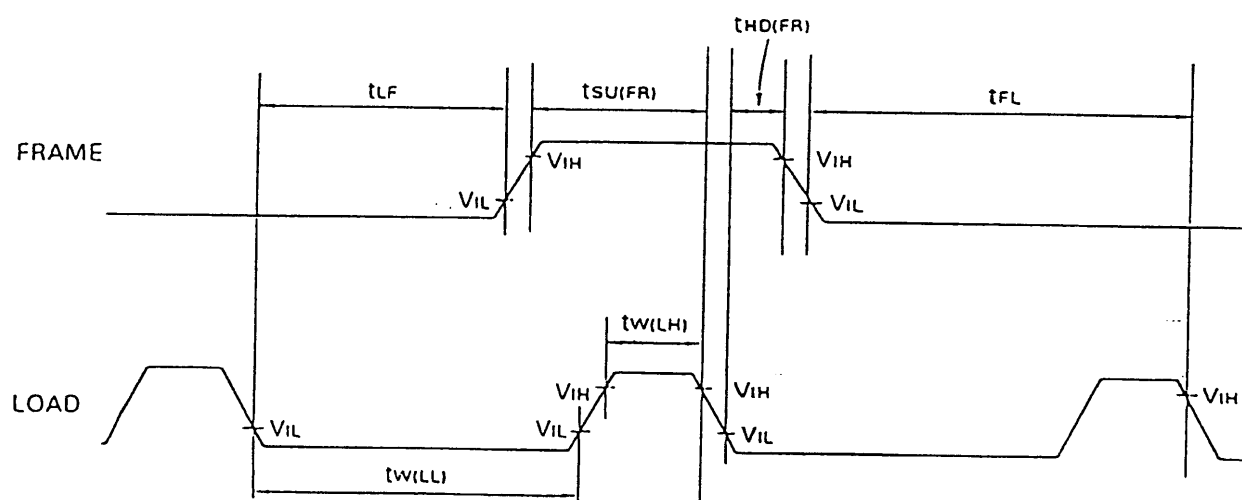 tHD(FR)
tLF
tSU(FR)
tFL
FRAME
VIH
VIH
VIL
VIL
tW(LH)
LOAD
VIH
VIH
VIH
VIL
VIL
VIL
tW(LL)